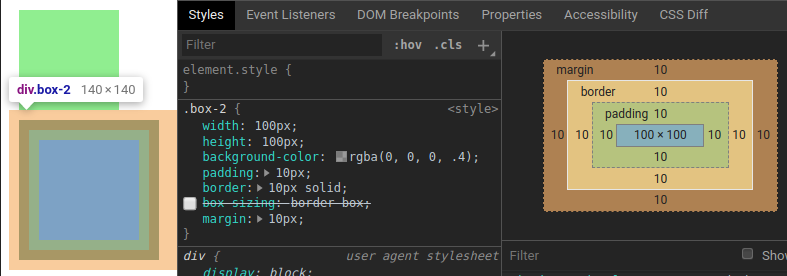 Styles Event Listeners DOM Breakpoints Properties Accessibility CSS Diff
Filter :hov .cls +
element.style {
}
.box-2 { <style>
width: 100px;
height: 100px;
background-color: rgba(0, 0, 0, .4);
padding: 10px;
border: 10px solid;
box-sizing: border-box;
margin: 10px;
}
div { user agent stylesheet
display: block;
div.box-2 140 × 140
margin 10
border 10
padding 10
10 10 10 100 × 100 10 10 10
10
10
10
Filter Show